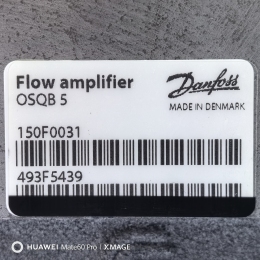 Flow amplifier
OSQB 5
Danfoss
MADE IN DENMARK
150F0031
493F5439
HUAWEI Mate60 Pro | XMAGE